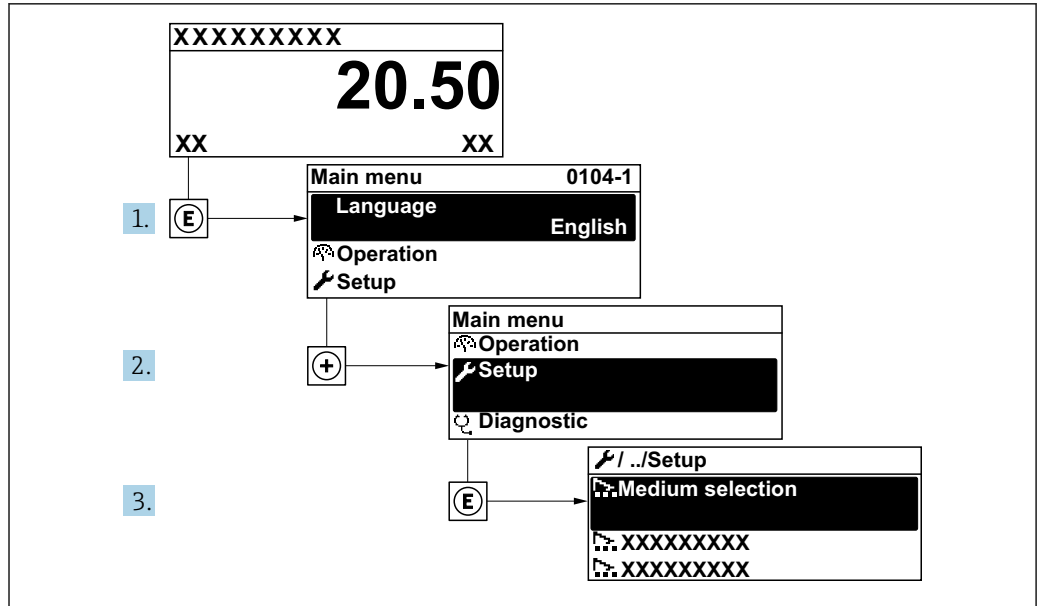 XXXXXXXXX
20.50
XX XX
Main menu 0104-1
1. E Language
English
Operation
Setup
Main menu
2. + Operation
Setup
Diagnostic
/ ../Setup
3. E Medium selection
XXXXXXXXX
XXXXXXXXX